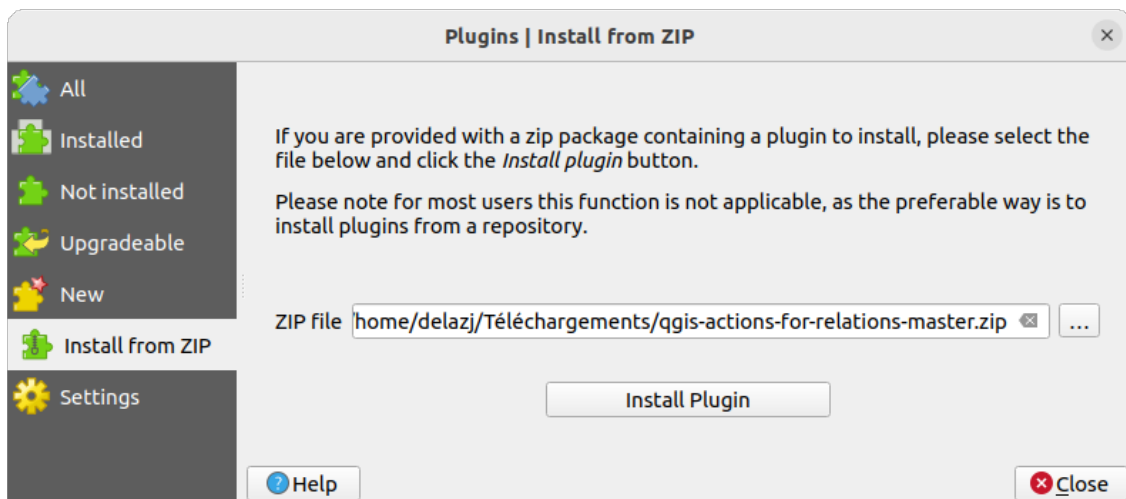 Plugins | Install from ZIP
All
Installed
Not installed
Upgradeable
New
Install from ZIP
Settings
If you are provided with a zip package containing a plugin to install, please select the
file below and click the Install plugin button.
Please note for most users this function is not applicable, as the preferable way is to
install plugins from a repository.
ZIP file /home/delazj/Téléchargements/qgis-actions-for-relations-master.zip ...
Install Plugin
Help
Close